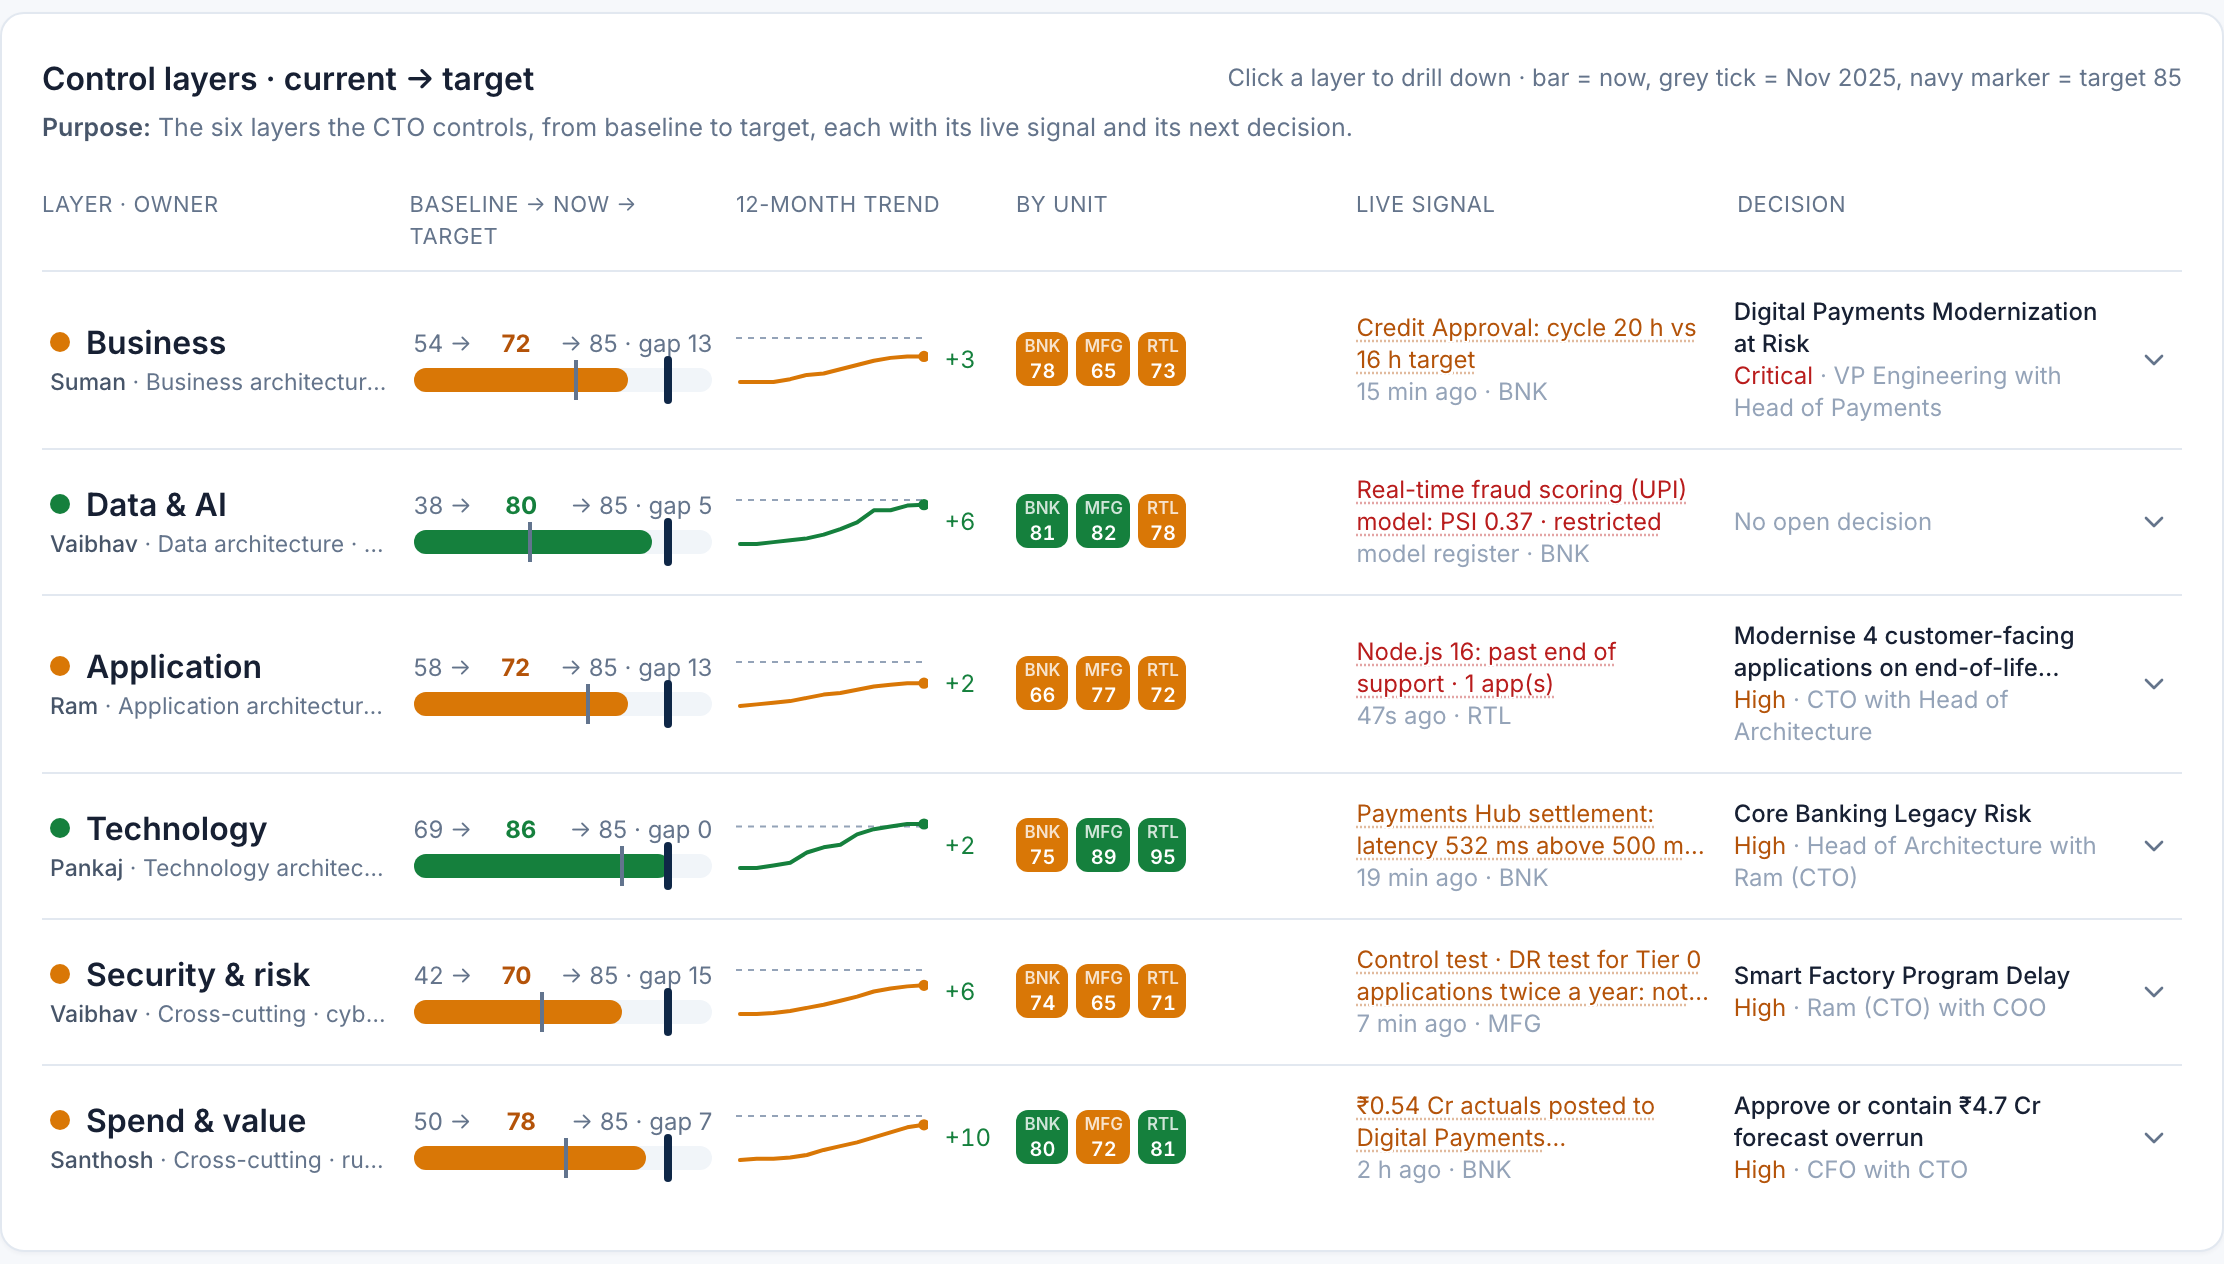 Control layers · current → target
Click a layer to drill down · bar = now, grey tick = Nov 2025, navy marker = target 85
Purpose: The six layers the CTO controls, from baseline to target, each with its live signal and its next decision.
LAYER · OWNER
BASELINE → NOW →
TARGET
12-MONTH TREND
BY UNIT
LIVE SIGNAL
DECISION
Business
Suman · Business architectur...
54 → 72 → 85 · gap 13
+3
BNK MFG RTL
78 65 73
Credit Approval: cycle 20 h vs
16 h target
15 min ago · BNK
Digital Payments Modernization
at Risk
Critical · VP Engineering with
Head of Payments
Data & AI
Vaibhav · Data architecture · ...
38 → 80 → 85 · gap 5
+6
BNK MFG RTL
81 82 78
Real-time fraud scoring (UPI)
model: PSI 0.37 · restricted
model register · BNK
No open decision
Application
Ram · Application architectur...
58 → 72 → 85 · gap 13
+2
BNK MFG RTL
66 77 72
Node.js 16: past end of
support · 1 app(s)
47s ago · RTL
Modernise 4 customer-facing
applications on end-of-life...
High · CTO with Head of
Architecture
Technology
Pankaj · Technology architec...
69 → 86 → 85 · gap 0
+2
BNK MFG RTL
75 89 95
Payments Hub settlement:
latency 532 ms above 500 m...
19 min ago · BNK
Core Banking Legacy Risk
High · Head of Architecture with
Ram (CTO)
Security & risk
Vaibhav · Cross-cutting · cyb...
42 → 70 → 85 · gap 15
+6
BNK MFG RTL
74 65 71
Control test · DR test for Tier 0
applications twice a year: not...
7 min ago · MFG
Smart Factory Program Delay
High · Ram (CTO) with COO
Spend & value
Santhosh · Cross-cutting · ru...
50 → 78 → 85 · gap 7
+10
BNK MFG RTL
80 72 81
₹0.54 Cr actuals posted to
Digital Payments...
2 h ago · BNK
Approve or contain ₹4.7 Cr
forecast overrun
High · CFO with CTO